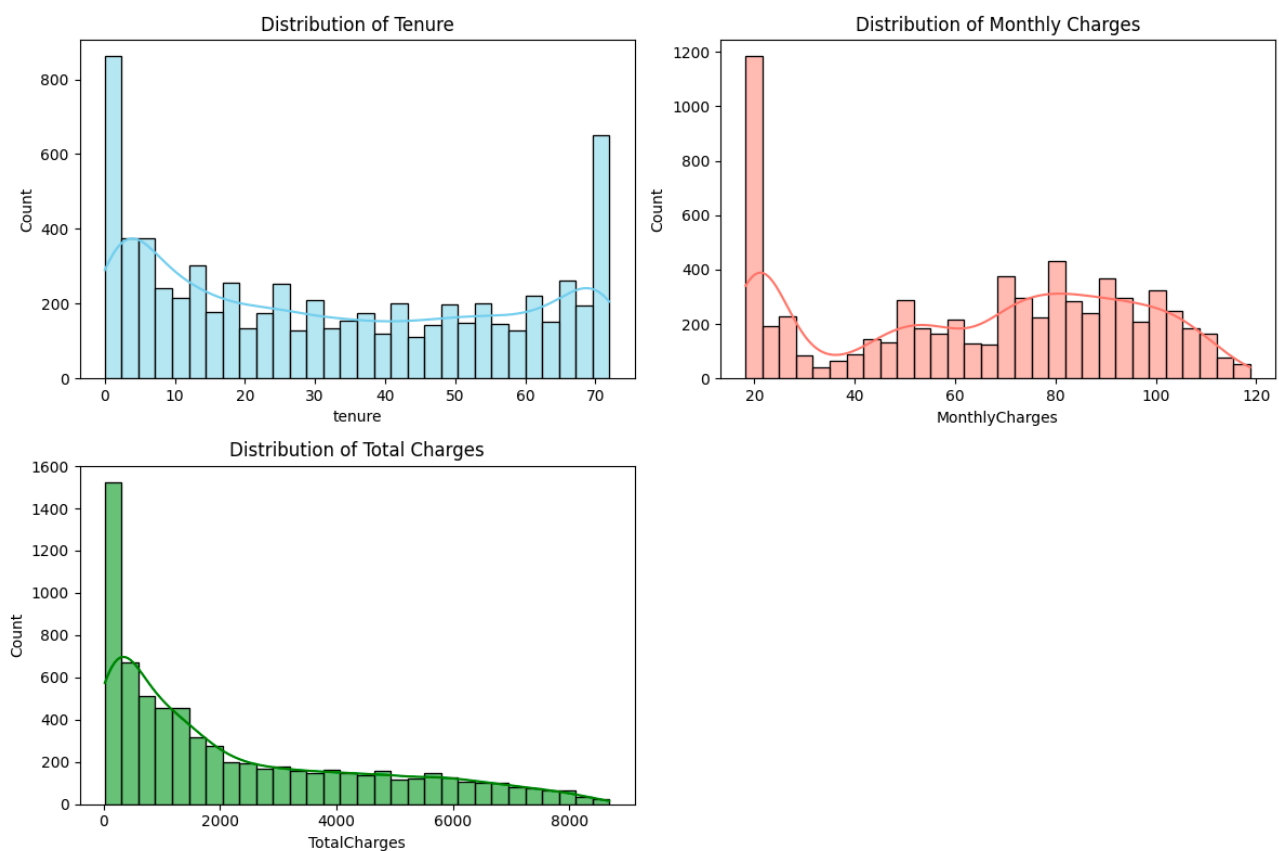 Distribution of Tenure
800
600
400
200
0
Count
0 10 20 30 40 50 60 70
tenure
Distribution of Monthly Charges
1200
1000
800
600
400
200
0
Count
20 40 60 80 100 120
MonthlyCharges
Distribution of Total Charges
1600
1400
1200
1000
800
600
400
200
0
Count
0 2000 4000 6000 8000
TotalCharges